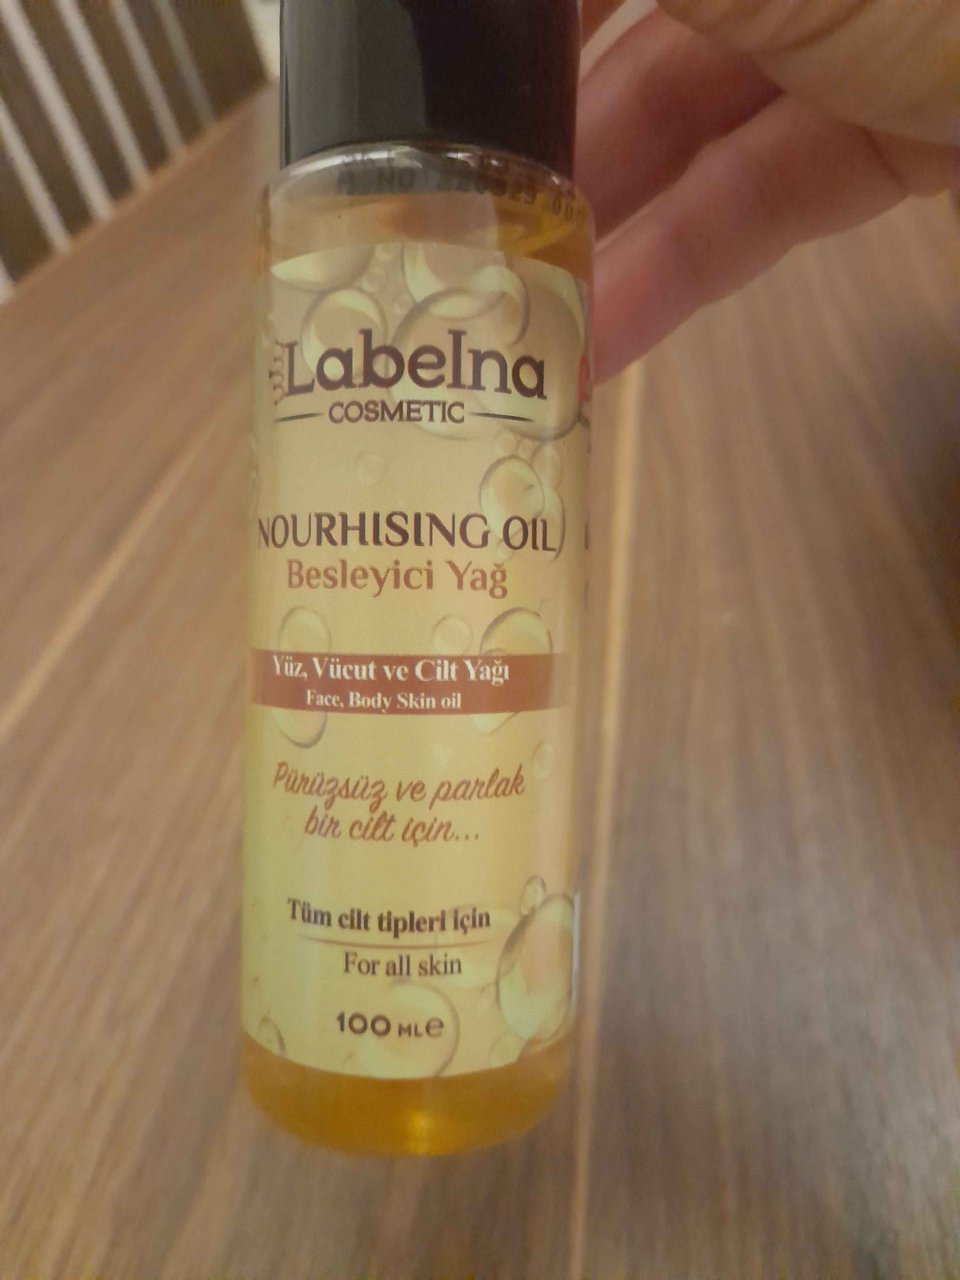 Labelna
COSMETIC
NOURHISING OIL
Besleyici Yağ
Yüz, Vücut ve Cilt Yağı
Face, Body Skin oil
Pürüzsüz ve parlak
bir cilt için...
Tüm cilt tipleri için
For all skin
100 ML e